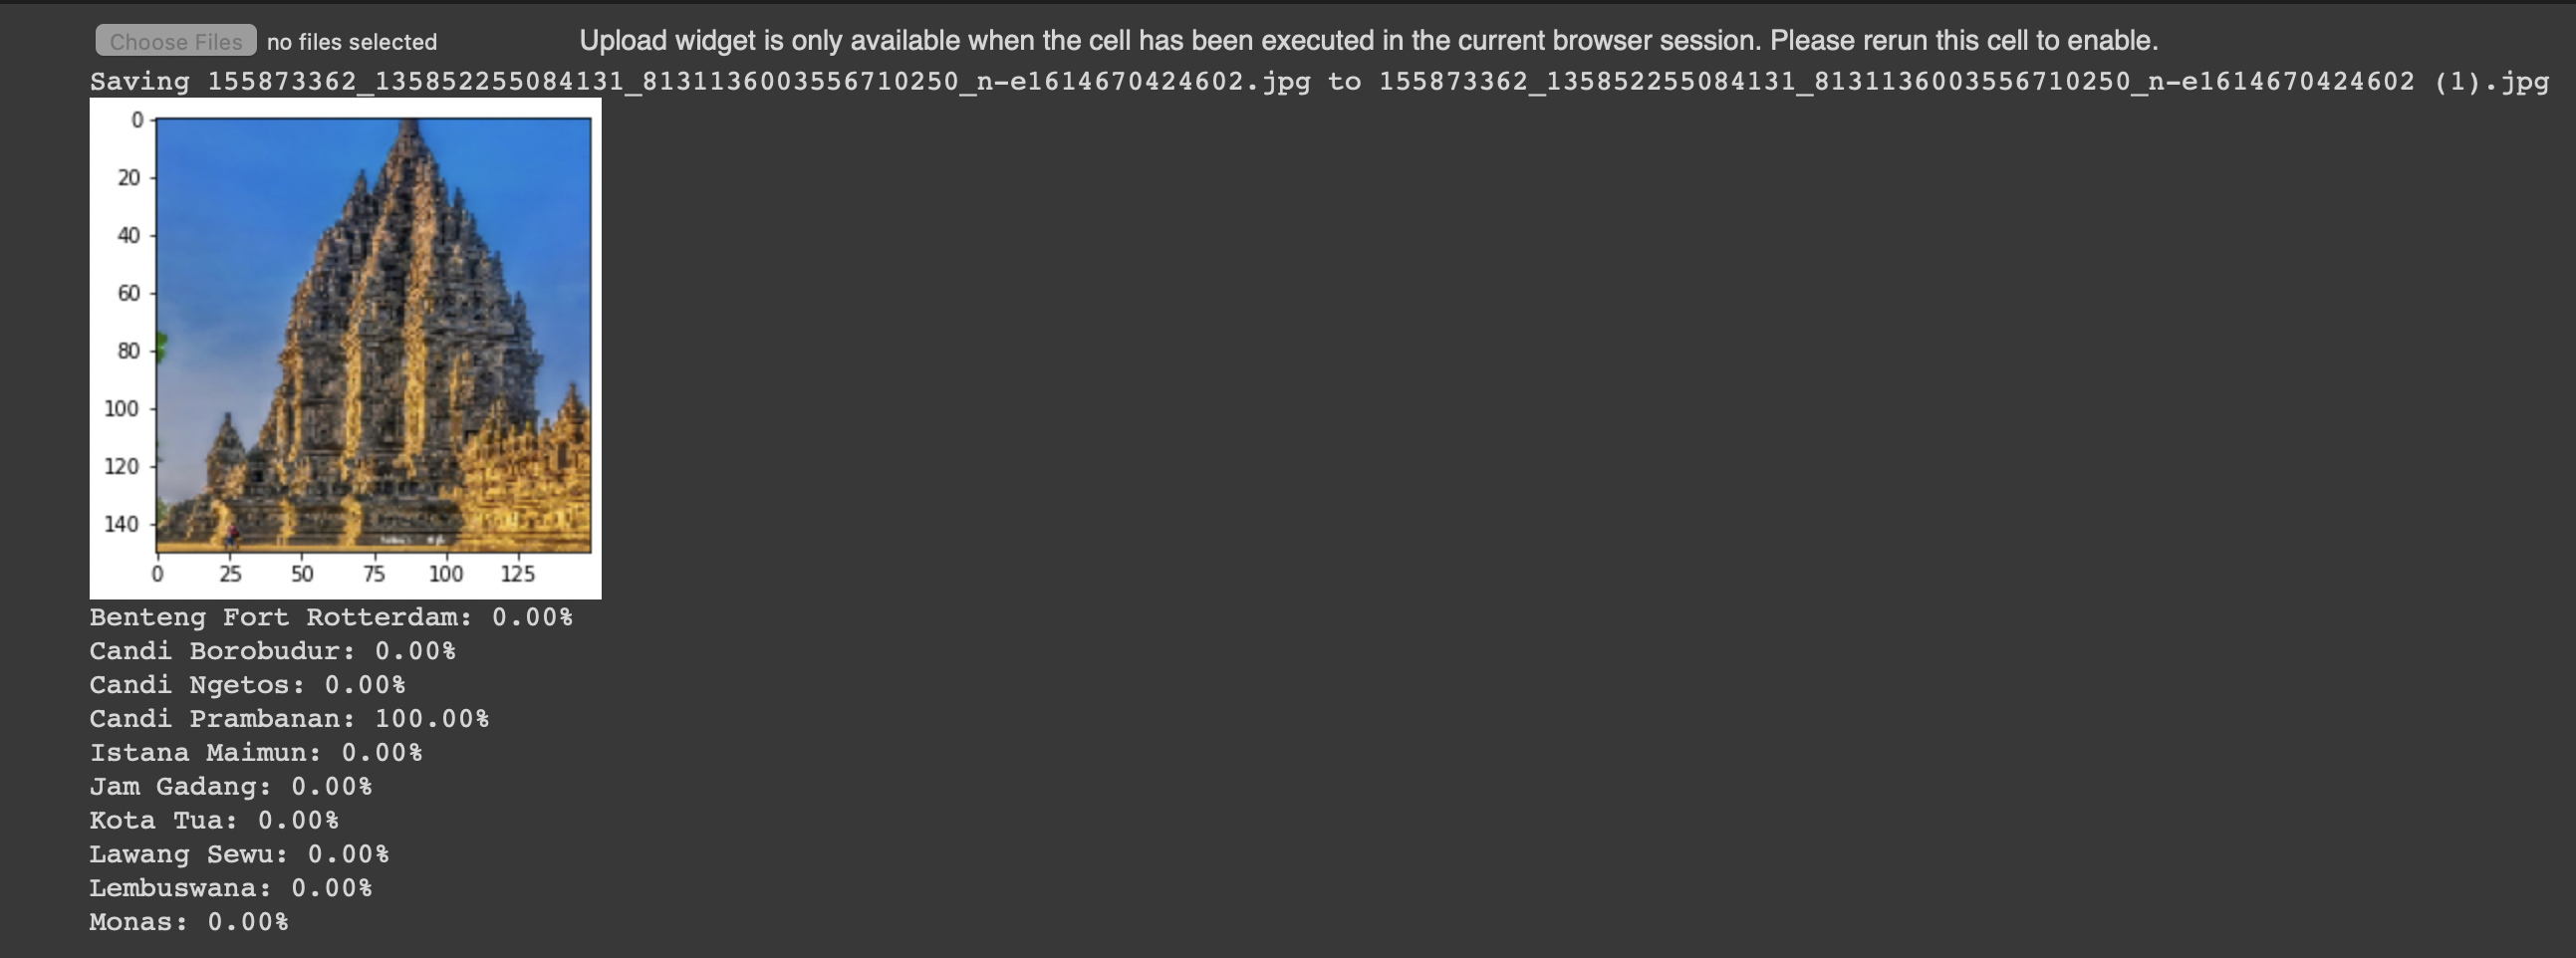 Choose Files no files selected Upload widget is only available when the cell has been executed in the current browser session. Please rerun this cell to enable.
Saving 155873362_135852255084131_8131136003556710250_n-e1614670424602.jpg to 155873362_135852255084131_8131136003556710250_n-e1614670424602 (1).jpg
0
20
40
60
80
100
120
140
0 25 50 75 100 125
Benteng Fort Rotterdam: 0.00%
Candi Borobudur: 0.00%
Candi Ngetos: 0.00%
Candi Prambanan: 100.00%
Istana Maimun: 0.00%
Jam Gadang: 0.00%
Kota Tua: 0.00%
Lawang Sewu: 0.00%
Lembuswana: 0.00%
Monas: 0.00%